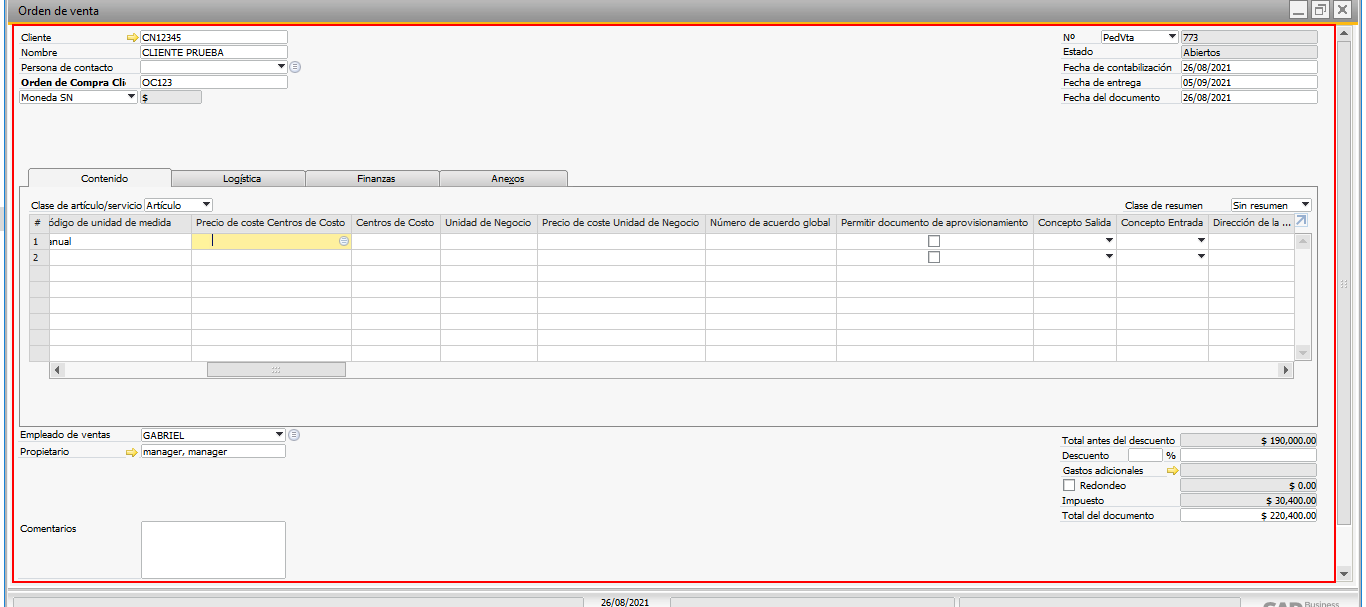 Orden de venta
Cliente CN12345
Nombre CLIENTE PRUEBA
Persona de contacto
Orden de Compra Cli OC123
Moneda SN $
Nº PedVta 773
Estado Abiertos
Fecha de contabilización 26/08/2021
Fecha de entrega 05/09/2021
Fecha del documento 26/08/2021
Contenido Logística Finanzas Anexos
Clase de artículo/servicio Artículo Clase de resumen Sin resumen
# ódigo de unidad de medida Precio de coste Centros de Costo Centros de Costo Unidad de Negocio Precio de coste Unidad de Negocio Número de acuerdo global Permitir documento de aprovisionamiento Concepto Salida Concepto Entrada Dirección de la ...
1 anual
2
Empleado de ventas GABRIEL
Propietario manager, manager
Comentarios
Total antes del descuento $ 190,000.00
Descuento %
Gastos adicionales
Redondeo $ 0.00
Impuesto $ 30,400.00
Total del documento $ 220,400.00
26/08/2021
Business